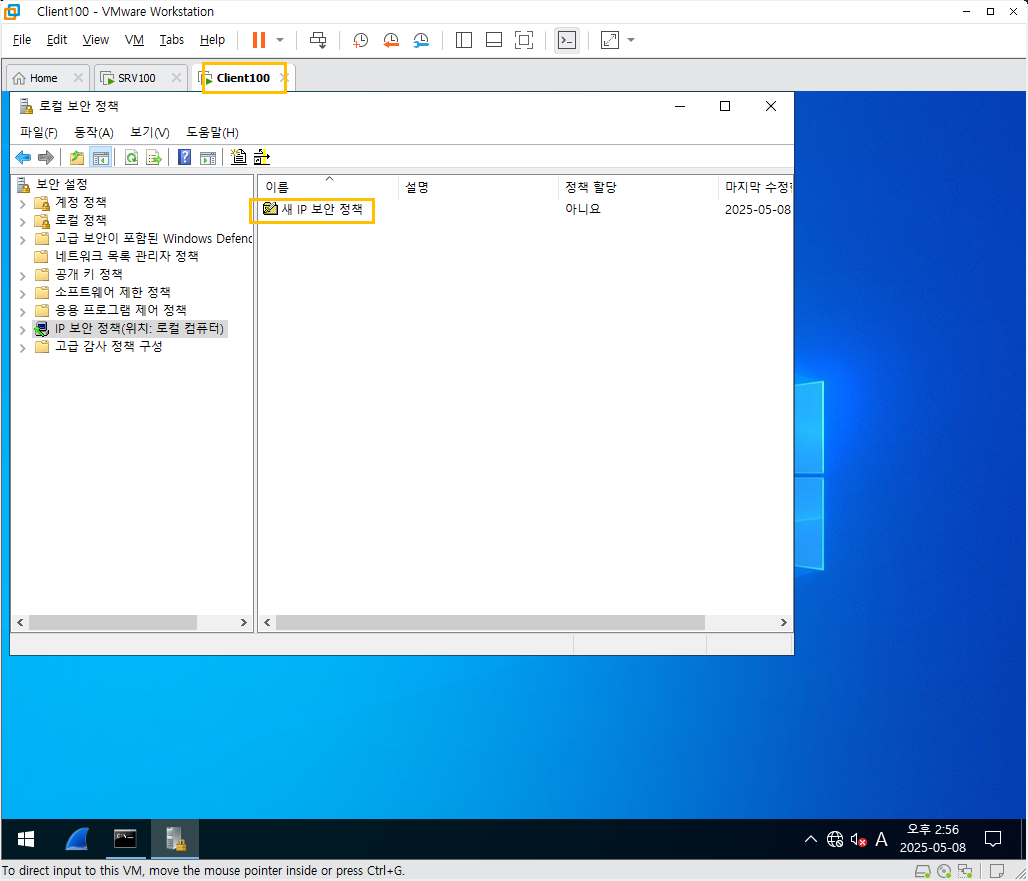 Client100 - VMware Workstation
File Edit View VM Tabs Help
Home SRV100 Client100
로컬 보안 정책
파일(F) 동작(A) 보기(V) 도움말(H)
보안 설정
계정 정책
로컬 정책
고급 보안이 포함된 Windows Defend
네트워크 목록 관리자 정책
공개 키 정책
소프트웨어 제한 정책
응용 프로그램 제어 정책
IP 보안 정책(위치: 로컬 컴퓨터)
고급 감사 정책 구성
이름 설명 정책 할당 마지막 수정한
새 IP 보안 정책 아니요 2025-05-08
A
오후 2:56
2025-05-08
To direct input to this VM, move the mouse pointer inside or press Ctrl+G.